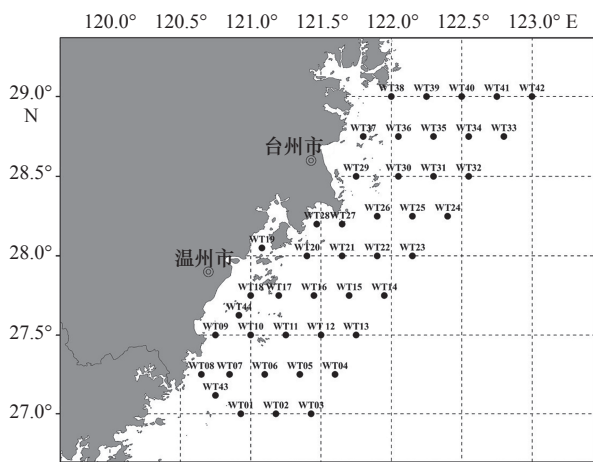 120.0° 120.5° 121.0° 121.5° 122.0° 122.5° 123.0° E
29.0°
N
WT38 WT39 WT40 WT41 WT42
WT37 WT36 WT35 WT34 WT33
台州市
28.5°
WT29 WT30 WT31 WT32
WT28 WT27 WT26 WT25 WT24
WT19
28.0°
WT20 WT21 WT22 WT23
温州市
WT18 WT17 WT16 WT15 WT14
WT44
27.5°
WT09 WT10 WT11 WT12 WT13
WT08 WT07 WT06 WT05 WT04
WT43
27.0°
WT01 WT02 WT03